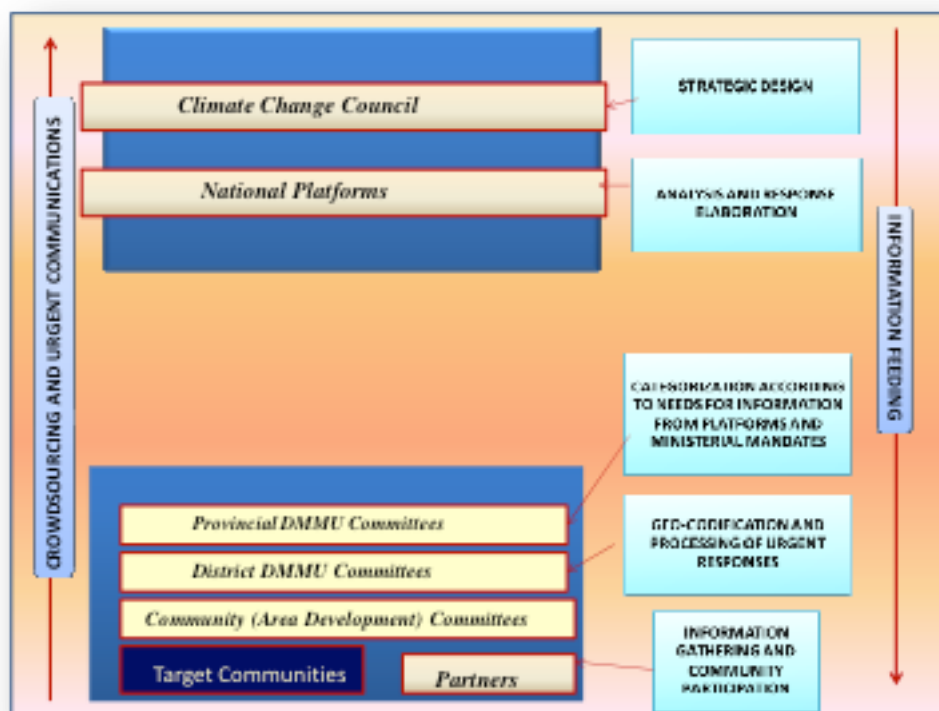 CROWDSOURCING AND URGENT COMMUNICATIONS
Climate Change Council
STRATEGIC DESIGN
National Platforms
ANALYSIS AND RESPONSE
ELABORATION
INFORMATION FEEDING
CATEGORIZATION ACCORDING
TO NEEDS FOR INFORMATION
FROM PLATFORMS AND
MINISTERIAL MANDATES
Provincial DMMU Committees
GEO-CODIFICATION AND
PROCESSING OF URGENT
RESPONSES
District DMMU Committees
Community (Area Development) Committees
INFORMATION
GATHERING AND
COMMUNITY
PARTICIPATION
Target Communities
Partners